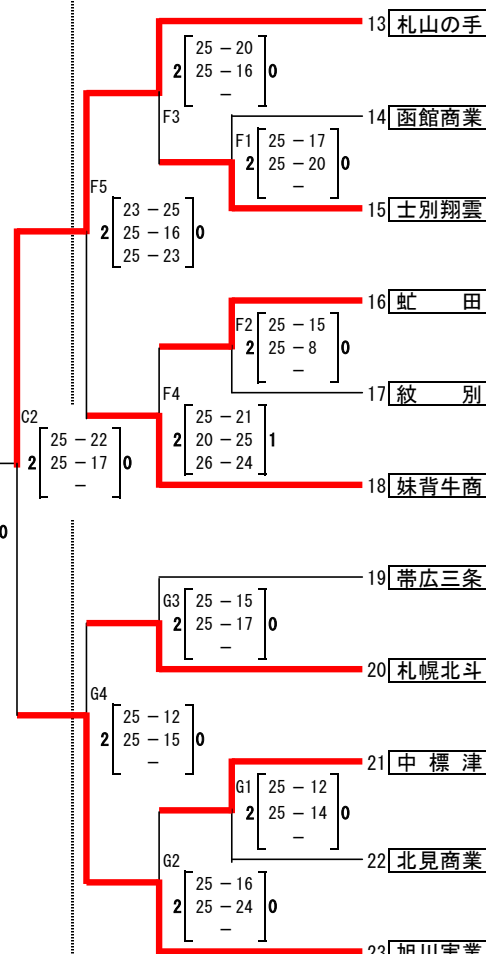 13 札山の手
25 − 20
2 25 − 16 0
−
F3
14 函館商業
F1 25 − 17
2 25 − 20 0
−
15 士別翔雲
F5
23 − 25
2 25 − 16 0
25 − 23
16 虻 田
F2 25 − 15
2 25 − 8 0
−
17 紋 別
F4
25 − 21
2 20 − 25 1
26 − 24
18 妹背牛商
C2
25 − 22
2 25 − 17 0
−
0
19 帯広三条
G3 25 − 15
2 25 − 17 0
−
20 札幌北斗
G4
25 − 12
2 25 − 15 0
−
21 中 標 津
G1 25 − 12
2 25 − 14 0
−
22 北見商業
G2
25 − 16
2 25 − 24 0
−
23 旭川実業